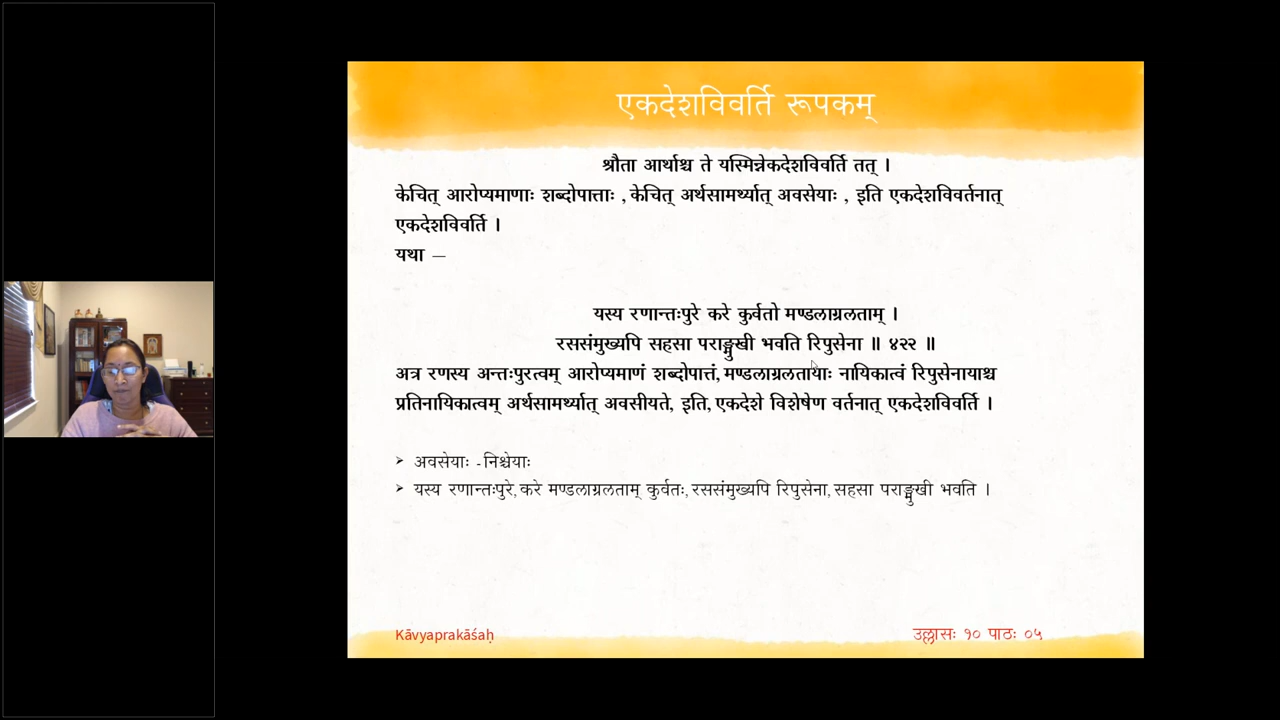 एकदेशविवर्ति रूपकम्
श्रौता आर्थाश्च ते यस्मिन्नेकदेशविवर्ति तत् ।
केचित् आरोप्यमाणाः शब्दोपात्ताः , केचित् अर्थसामर्थ्यात् अवसेयाः , इति एकदेशविवर्तनात्
एकदेशविवर्ति ।
यथा —
यस्य रणान्तःपुरे करे कुर्वतो मण्डलाग्रलताम् ।
रससंमुख्यपि सहसा पराङ्मुखी भवति रिपुसेना ॥ ४२२ ॥
अत्र रणस्य अन्तःपुरत्वम् आरोप्यमाणं शब्दोपात्तं, मण्डलाग्रलतायाः नायिकात्वं रिपुसेनायाश्च
प्रतिनायिकात्वम् अर्थसामर्थ्यात् अवसीयते, इति, एकदेशे विशेषेण वर्तनात् एकदेशविवर्ति ।
➢ अवसेयाः - निश्चेयाः
➢ यस्य रणान्तःपुरे, करे मण्डलाग्रलताम् कुर्वतः, रससंमुख्यपि रिपुसेना, सहसा पराङ्मुखी भवति ।
Kāvyaprakāśaḥ उल्लासः १० पाठः ०५